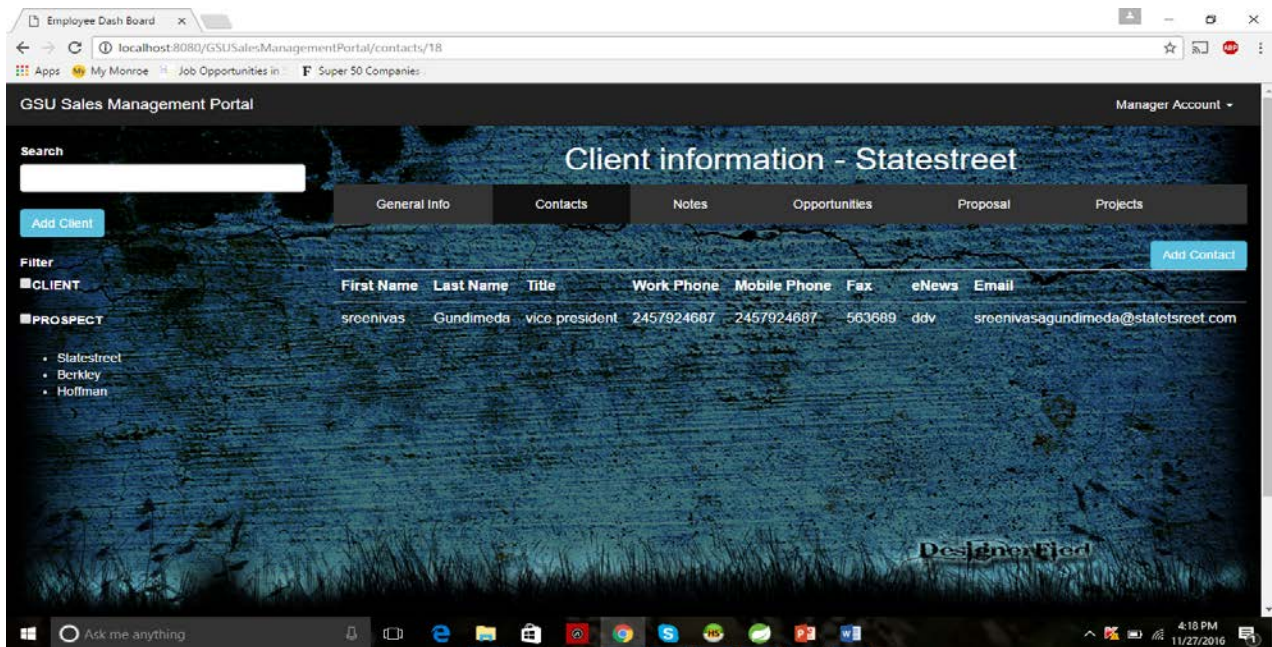 Employee Dash Board
localhost:8080/GSUSalesManagementPortal/contacts/18
Apps My My Monroe Job Opportunities in F Super 50 Companies
ABP
GSU Sales Management Portal
Manager Account
Search
Add Client
Filter
CLIENT
PROSPECT
Statestreet
Berkley
Hoffman
Client information - Statestreet
General Info Contacts Notes Opportunities Proposal Projects
Add Contact
First Name Last Name Title Work Phone Mobile Phone Fax eNews Email
sreenivas Gundimeda vice president 2457924687 2457924687 563689 ddv sreenivasagundimeda@statetsreet.com
Ask me anything
HS
4:18 PM
11/27/2016